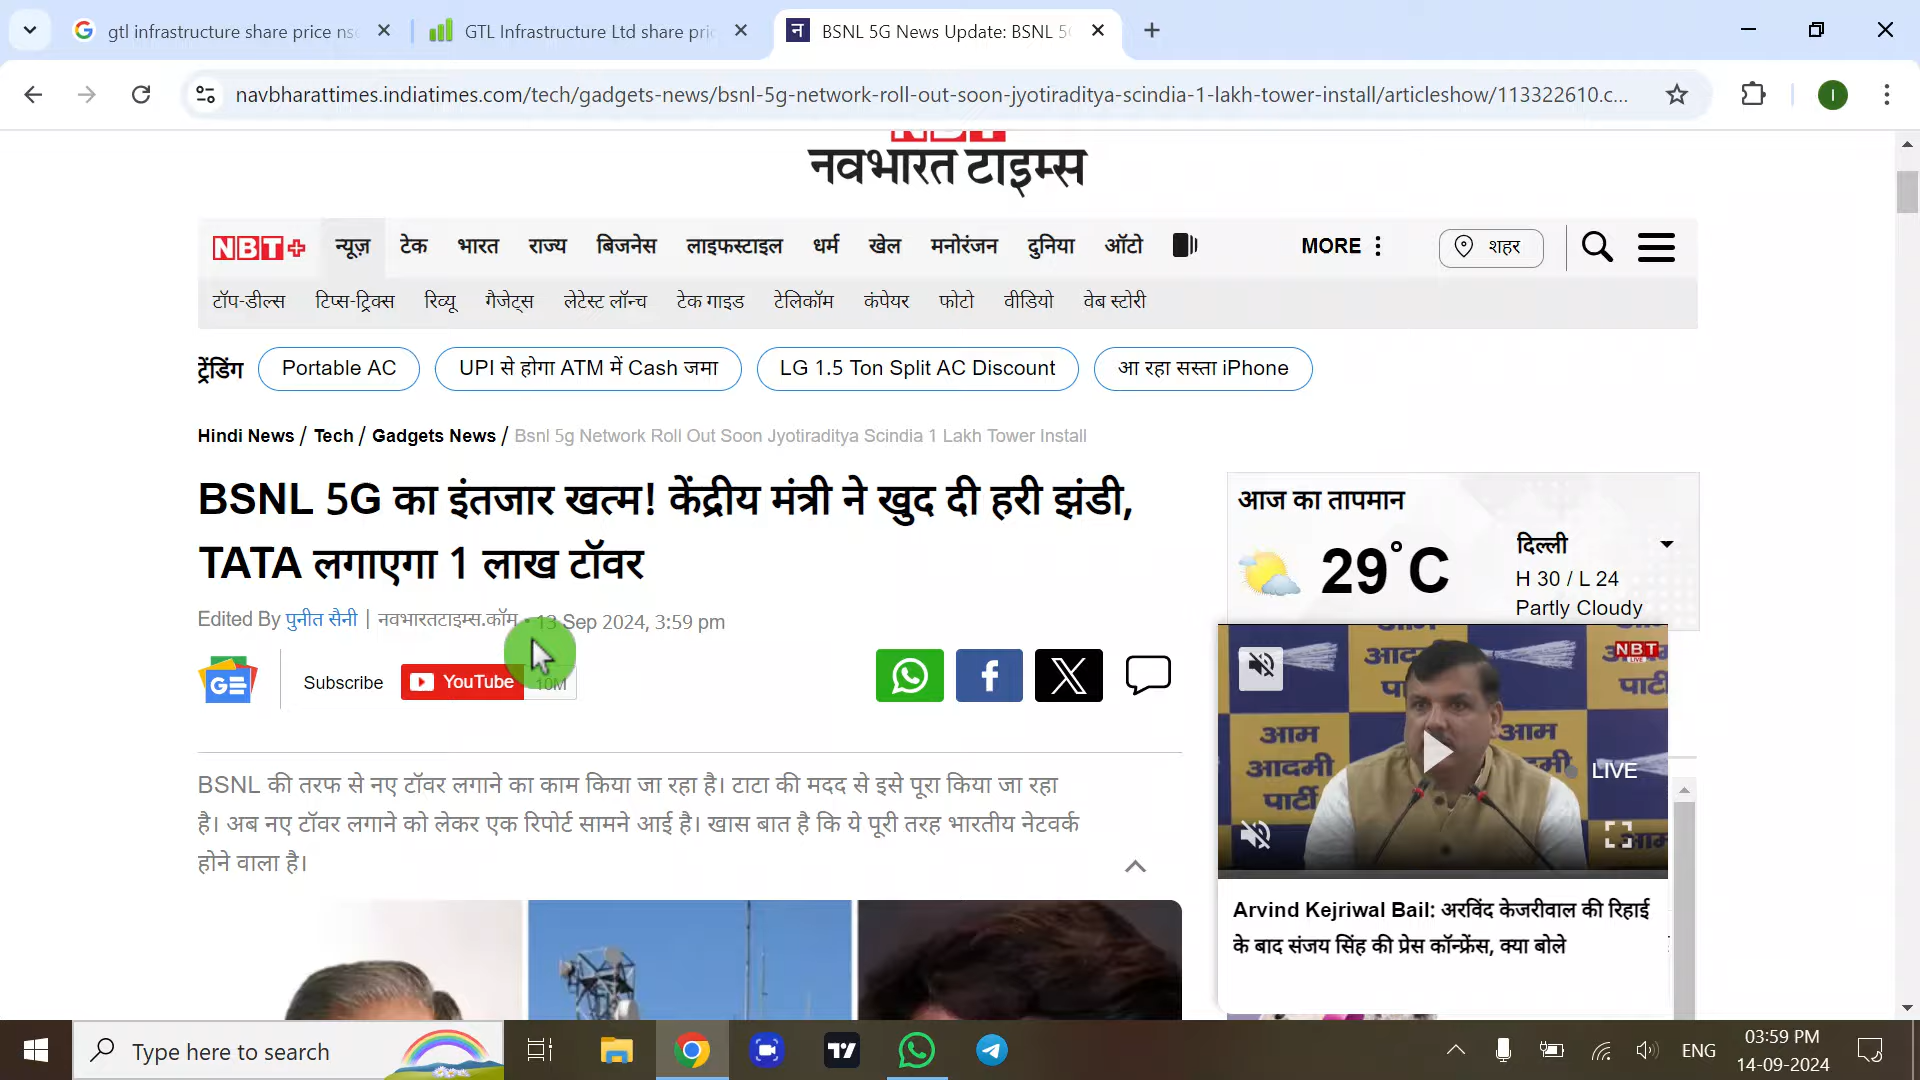 gtl infrastructure share price nse
GTL Infrastructure Ltd share pric
BSNL 5G News Update: BSNL 5G
navbharattimes.indiatimes.com/tech/gadgets-news/bsnl-5g-network-roll-out-soon-jyotiraditya-scindia-1-lakh-tower-install/articleshow/113322610.c...
I
NBT
नवभारत टाइम्स
NBT+ न्यूज़ टेक भारत राज्य बिजनेस लाइफस्टाइल धर्म खेल मनोरंजन दुनिया ऑटो MORE शहर
टॉप-डील्स टिप्स-ट्रिक्स रिव्यू गैजेट्स लेटेस्ट लॉन्च टेक गाइड टेलिकॉम कंपेयर फोटो वीडियो वेब स्टोरी
ट्रेंडिंग Portable AC UPI से होगा ATM में Cash जमा LG 1.5 Ton Split AC Discount आ रहा सस्ता iPhone
Hindi News / Tech / Gadgets News / Bsnl 5g Network Roll Out Soon Jyotiraditya Scindia 1 Lakh Tower Install
BSNL 5G का इंतजार खत्म! केंद्रीय मंत्री ने खुद दी हरी झंडी,
TATA लगाएगा 1 लाख टॉवर
Edited By पुनीत सैनी | नवभारतटाइम्स.कॉम • 13 Sep 2024, 3:59 pm
GE Subscribe YouTube 10M
BSNL की तरफ से नए टॉवर लगाने का काम किया जा रहा है। टाटा की मदद से इसे पूरा किया जा रहा
है। अब नए टॉवर लगाने को लेकर एक रिपोर्ट सामने आई है। खास बात है कि ये पूरी तरह भारतीय नेटवर्क
होने वाला है।
आज का तापमान
29°C
दिल्ली
H 30 / L 24
Partly Cloudy
NBT
LIVE
आम
आदमी
पार्टी
आम
LIVE
Arvind Kejriwal Bail: अरविंद केजरीवाल की रिहाई
के बाद संजय सिंह की प्रेस कॉन्फ्रेंस, क्या बोले
Type here to search
ENG
03:59 PM
14-09-2024